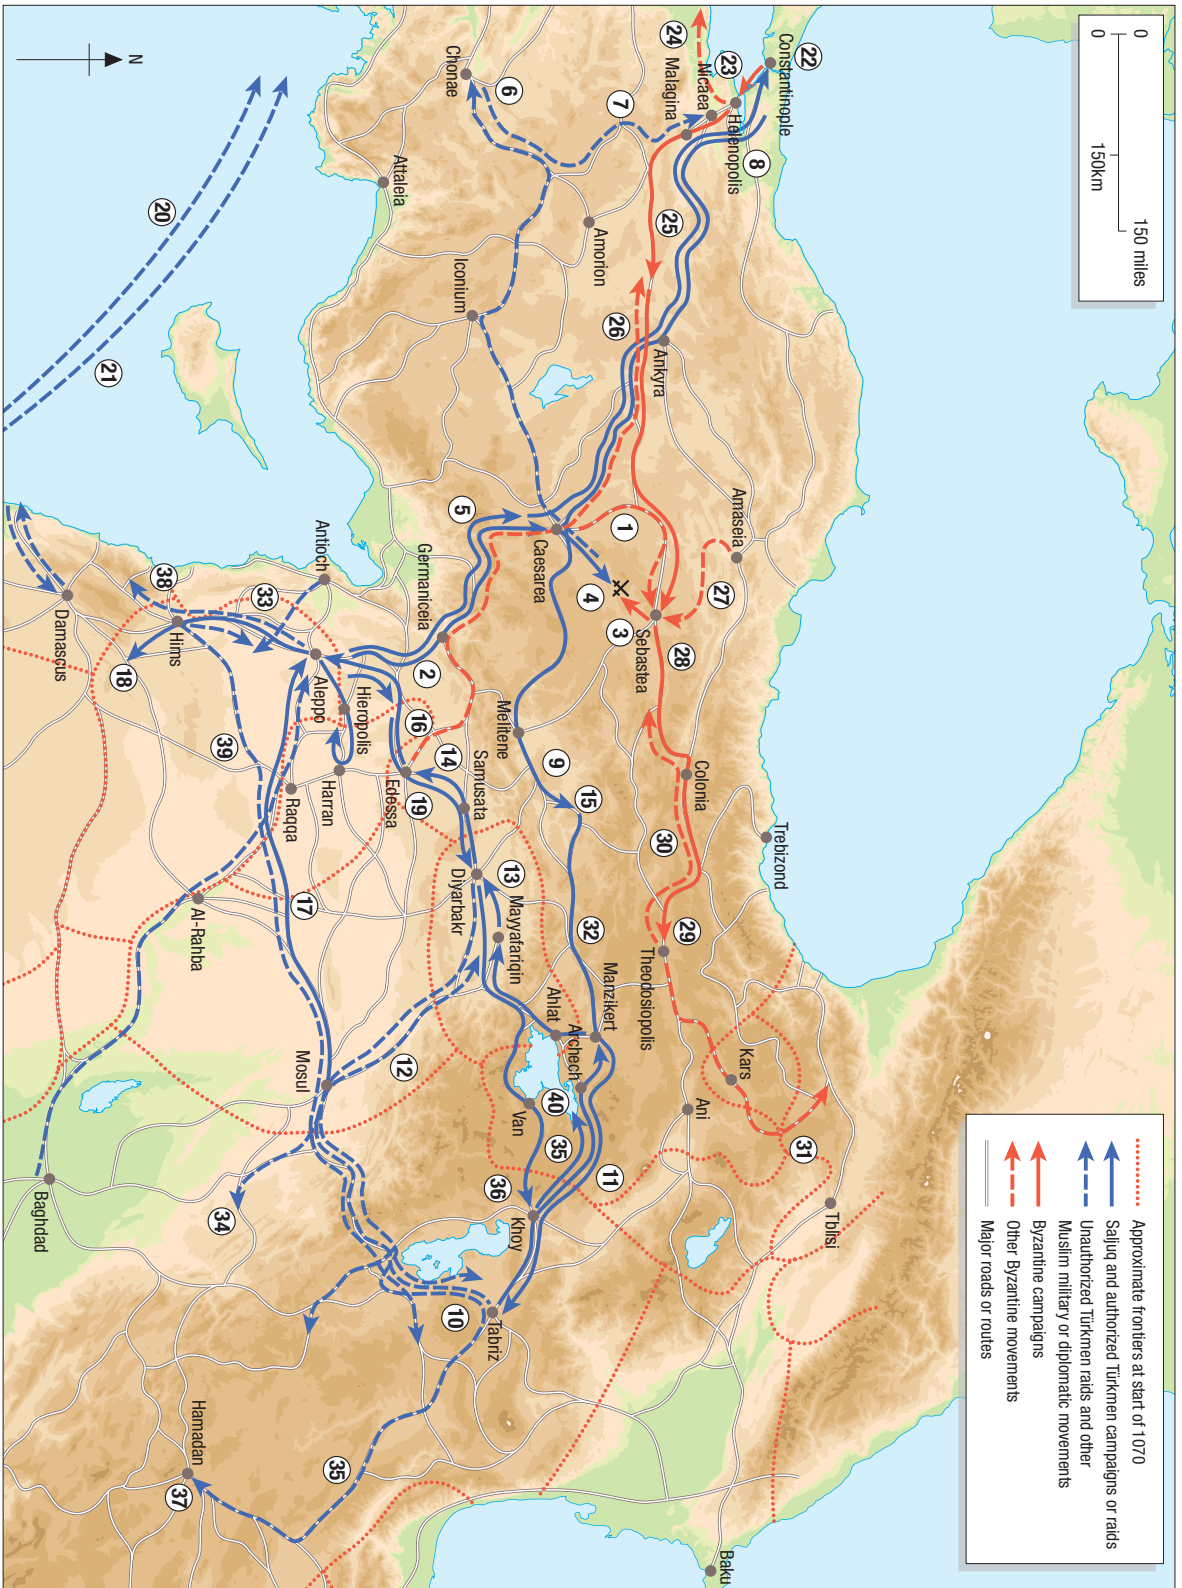 0 150 miles
0 150km
N
Approximate frontiers at start of 1070
Saljuq and authorized Türkmen campaigns or raids
Unauthorized Türkmen raids and other
Muslim military or diplomatic movements
Byzantine campaigns
Other Byzantine movements
Major roads or routes
Constantinople
Helenopolis
Nicaea
Malagina
Chonae
Attaleia
Amorion
Iconium
Ankyra
Amaseia
Caesarea
Sebastea
Germaniceia
Antioch
Aleppo
Hieropolis
Hims
Damascus
Melitene
Samusata
Edessa
Harran
Raqqa
Al-Rahba
Colonia
Trebizond
Theodosiopolis
Diyarbakr
Mayyafariqin
Manzikert
Ahlat
Archech
Van
Kars
Ani
Tblisi
Khoy
Tabriz
Mosul
Baghdad
Hamadan
Baku
1
2
3
4
5
6
7
8
9
10
11
12
13
14
15
16
17
18
19
20
21
22
23
24
25
26
27
28
29
30
31
32
33
34
35
35
36
37
38
39
40